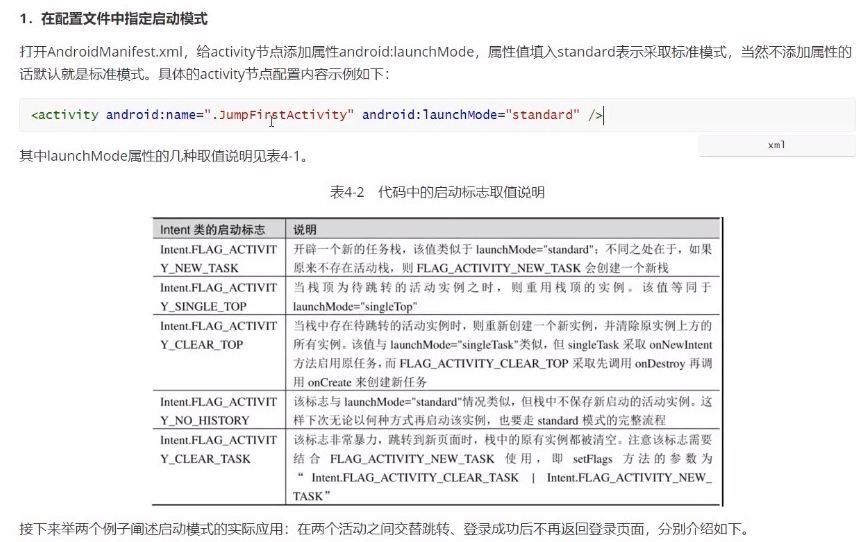 1．在配置文件中指定启动模式
打开AndroidManifest.xml，给activity节点添加属性android:launchMode，属性值填入standard表示采取标准模式，当然不添加属性的
话默认就是标准模式。具体的activity节点配置内容示例如下：
<activity android:name=".JumpFirstActivity" android:launchMode="standard" />
xml
其中launchMode属性的几种取值说明见表4-1。
表4-2　代码中的启动标志取值说明
Intent 类的启动标志 说明
Intent.FLAG_ACTIVIT 开辟一个新的任务栈，该值类似于 launchMode="standard"；不同之处在于，如果
Y_NEW_TASK 原来不存在活动栈，则 FLAG_ACTIVITY_NEW_TASK 会创建一个新栈
Intent.FLAG_ACTIVIT 当栈顶为待跳转的活动实例之时，则重用栈顶的实例。该值等同于
Y_SINGLE_TOP launchMode="singleTop"
Intent.FLAG_ACTIVIT 当栈中存在待跳转的活动实例时，则重新创建一个新实例，并清除原实例上方的
Y_CLEAR_TOP 所有实例。该值与 launchMode="singleTask"类似，但 singleTask 采取 onNewIntent
方法启用原任务，而 FLAG_ACTIVITY_CLEAR_TOP 采取先调用 onDestroy 再调
用 onCreate 来创建新任务
Intent.FLAG_ACTIVIT 该标志与 launchMode="standard"情况类似，但栈中不保存新启动的活动实例。这
Y_NO_HISTORY 样下次无论以何种方式再启动该实例，也要走 standard 模式的完整流程
Intent.FLAG_ACTIVIT 该标志非常暴力，跳转到新页面时，栈中的原有实例都被清空。注意该标志需要
Y_CLEAR_TASK 结合 FLAG_ACTIVITY_NEW_TASK 使用，即 setFlags 方法的参数为
“ Intent.FLAG_ACTIVITY_CLEAR_TASK | Intent.FLAG_ACTIVITY_NEW_
TASK”
接下来举两个例子阐述启动模式的实际应用：在两个活动之间交替跳转、登录成功后不再返回登录页面，分别介绍如下。